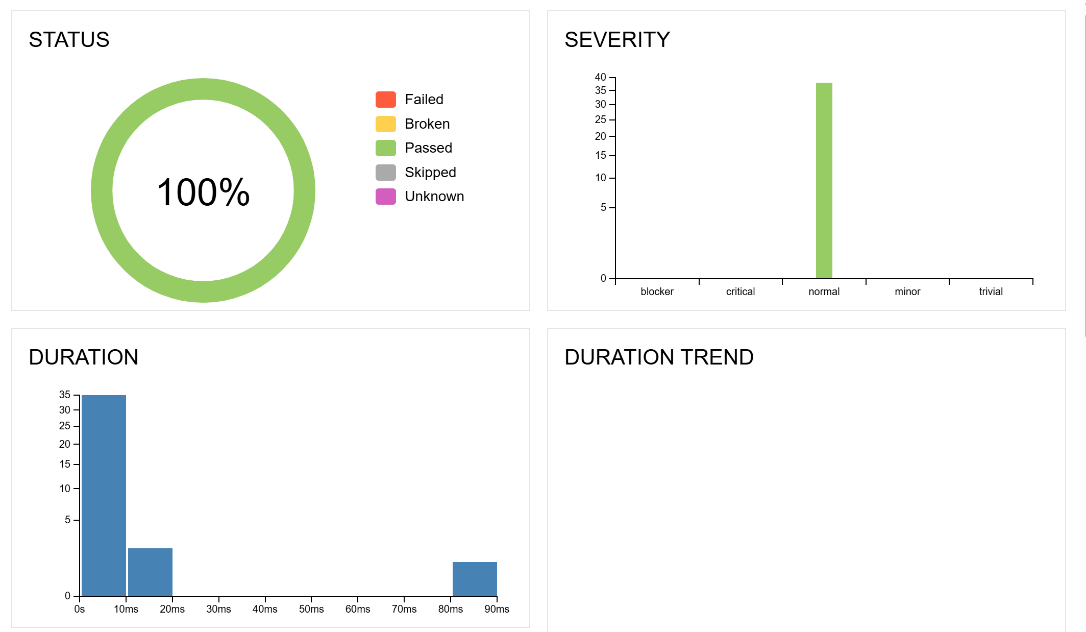 STATUS
100%
Failed
Broken
Passed
Skipped
Unknown
SEVERITY
40
35
30
25
20
15
10
5
0
blocker critical normal minor trivial
DURATION
35
30
25
20
15
10
5
0
0s 10ms 20ms 30ms 40ms 50ms 60ms 70ms 80ms 90ms
DURATION TREND